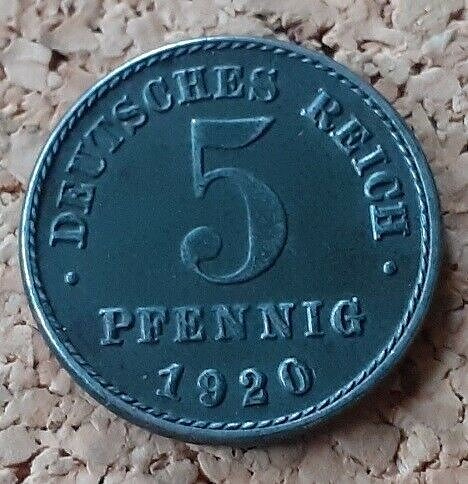 · DEUTSCHES REICH ·
5
PFENNIG
1920